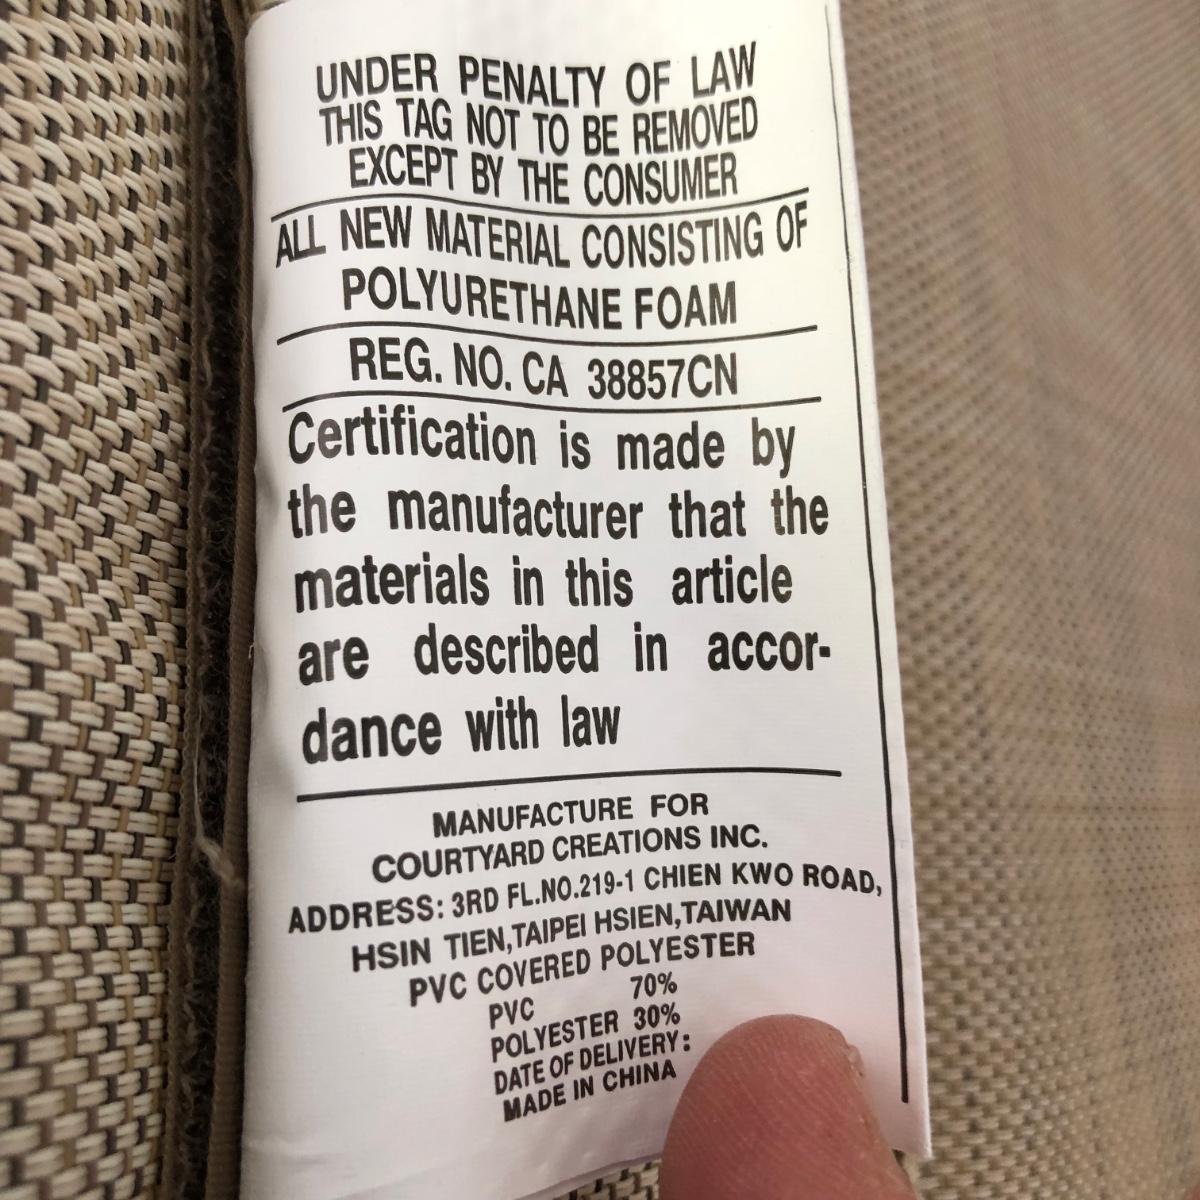 UNDER PENALTY OF LAW
THIS TAG NOT TO BE REMOVED
EXCEPT BY THE CONSUMER
ALL NEW MATERIAL CONSISTING OF
POLYURETHANE FOAM
REG. NO. CA 38857CN
Certification is made by
the manufacturer that the
materials in this article
are described in accor-
dance with law
MANUFACTURE FOR
COURTYARD CREATIONS INC.
ADDRESS: 3RD FL.NO.219-1 CHIEN KWO ROAD,
HSIN TIEN,TAIPEI HSIEN,TAIWAN
PVC COVERED POLYESTER
PVC 70%
POLYESTER 30%
DATE OF DELIVERY:
MADE IN CHINA